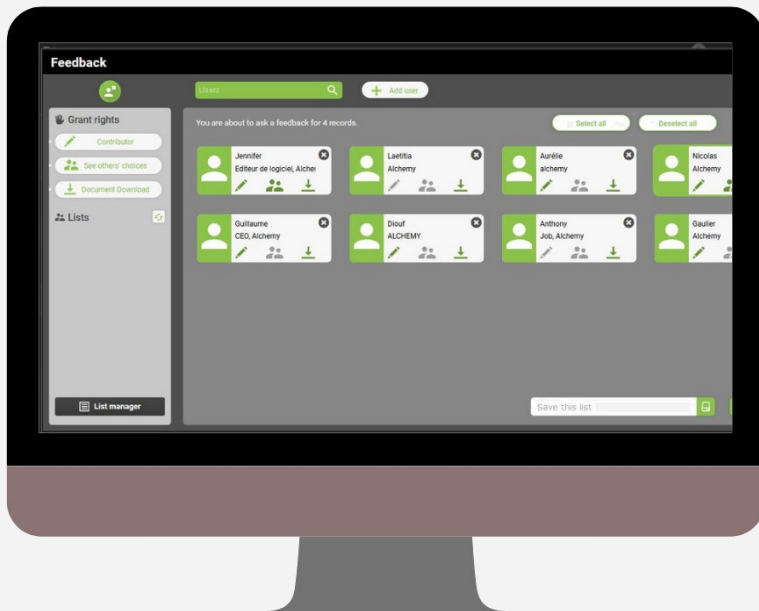 Feedback
Users
Add user
Grant rights
Contributor
See others' choices
Document Download
Lists
List manager
You are about to ask a feedback for 4 records.
Select all
Deselect all
Jennifer
Editeur de logiciel, Alche
Laetitia
Alchemy
Aurélie
alchemy
Nicolas
Alchemy
Guillaume
CEO, Alchemy
Diouf
ALCHEMY
Anthony
Job, Alchemy
Gaulier
Alchemy
Save this list